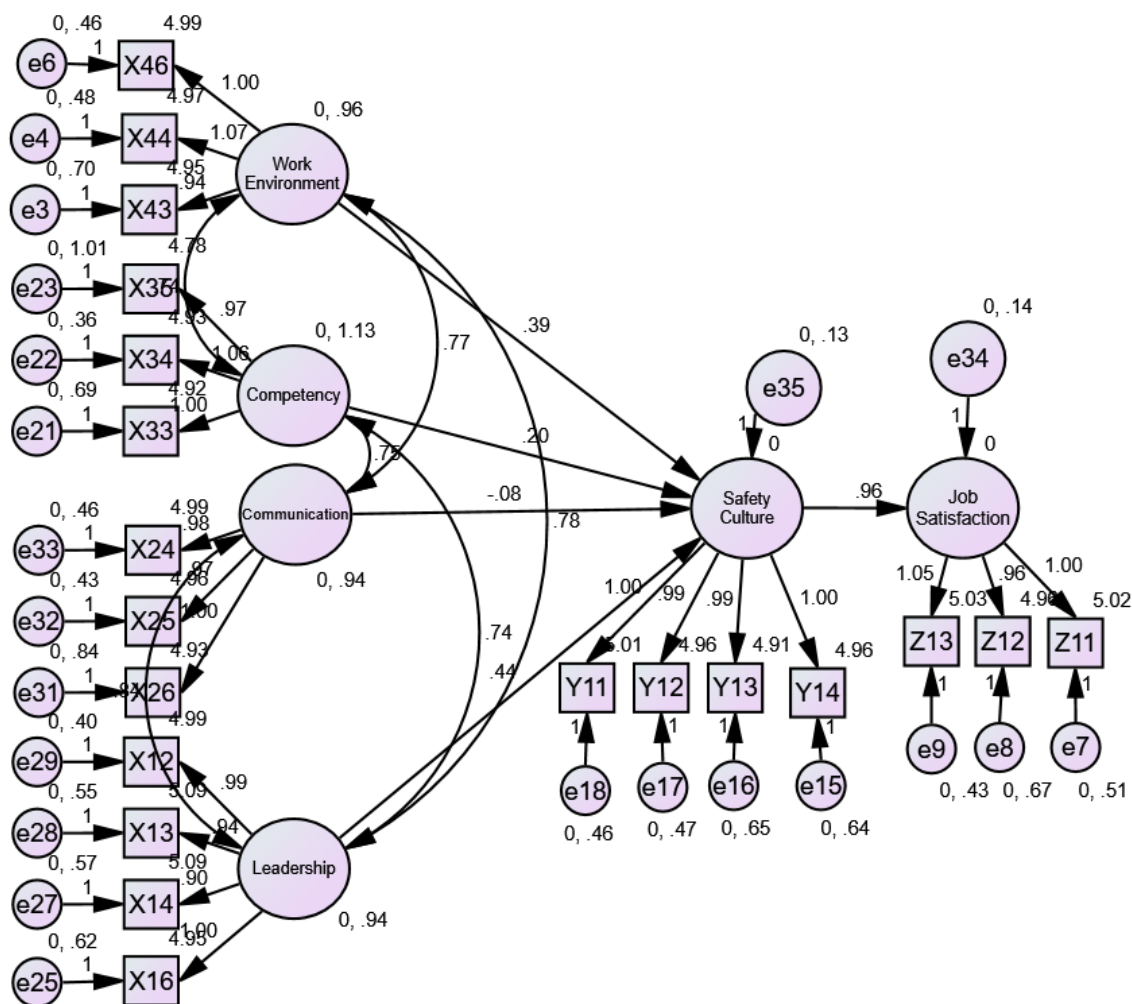 0, .46
4.99
e6
1
X46
1.00
0, .48
4.97
e4
1
X44
1.07
0, .70
4.95
e3
1
X43
.94
0, .96
Work
Environment
0, 1.01
4.78
e23
1
X35
.97
0, .36
4.93
e22
1
X34
1.06
0, .69
4.92
e21
1
X33
1.00
0, 1.13
Competency
.77
.39
.20
.75
0, .46
4.99
e33
1
X24
.98
0, .43
4.96
e32
1
X25
.97
0, .84
4.93
e31
1
X26
1.00
Communication
0, .94
-.08
.78
.74
.44
.84
0, .40
4.99
e29
1
X12
.99
0, .55
5.09
e28
1
X13
.94
0, .57
5.09
e27
1
X14
.90
0, .62
4.95
e25
1
X16
1.00
Leadership
0, .94
0, .13
e35
1
0
Safety
Culture
.96
0, .14
e34
1
0
Job
Satisfaction
1.00
.99
.99
1.00
5.01
4.96
4.91
4.96
Y11
Y12
Y13
Y14
1
1
1
1
e18
e17
e16
e15
0, .46
0, .47
0, .65
0, .64
1.05
.96
1.00
5.03
5.02
Z13
Z12
Z11
1
1
1
e9
e8
e7
0, .43
0, .67
0, .51